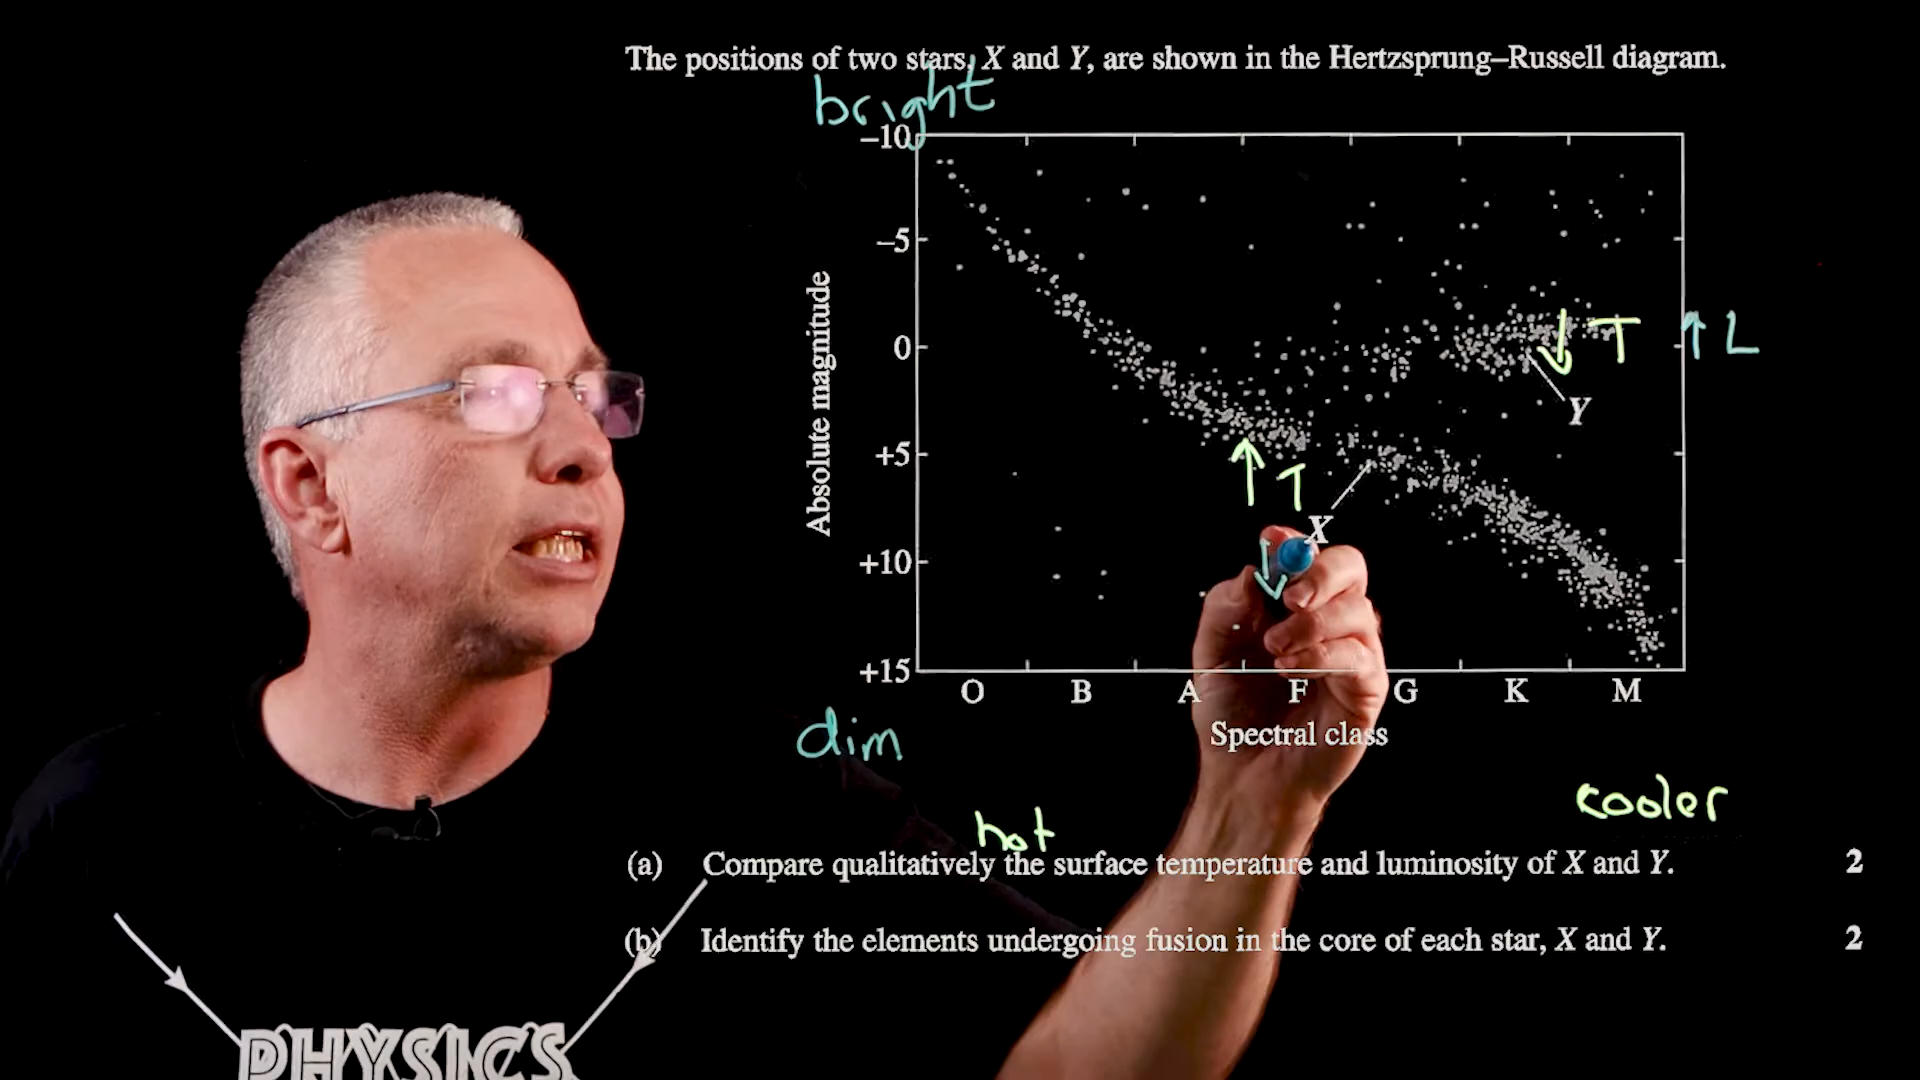 The positions of two stars, X and Y, are shown in the Hertzsprung–Russell diagram.
bright
–10
–5
0
+5
+10
+15
Absolute magnitude
↓ T ↑ L
Y
↑ T
X
↓
O B A F G K M
Spectral class
dim
hot
cooler
(a) Compare qualitatively the surface temperature and luminosity of X and Y. 2
(b) Identify the elements undergoing fusion in the core of each star, X and Y. 2
PHYSICS